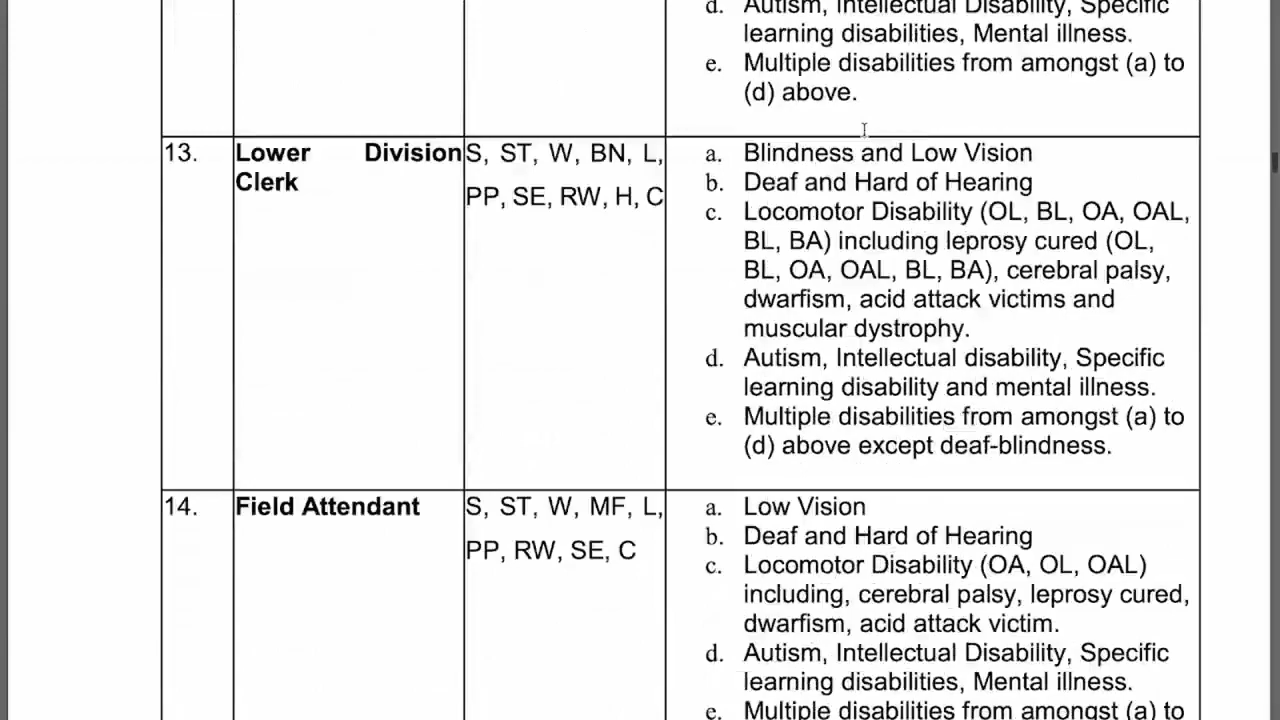 d. Autism, Intellectual Disability, Specific
learning disabilities, Mental illness.
e. Multiple disabilities from amongst (a) to
(d) above.
13.
Lower Division
Clerk
S, ST, W, BN, L,
PP, SE, RW, H, C
a. Blindness and Low Vision
b. Deaf and Hard of Hearing
c. Locomotor Disability (OL, BL, OA, OAL,
BL, BA) including leprosy cured (OL,
BL, OA, OAL, BL, BA), cerebral palsy,
dwarfism, acid attack victims and
muscular dystrophy.
d. Autism, Intellectual disability, Specific
learning disability and mental illness.
e. Multiple disabilities from amongst (a) to
(d) above except deaf-blindness.
14.
Field Attendant
S, ST, W, MF, L,
PP, RW, SE, C
a. Low Vision
b. Deaf and Hard of Hearing
c. Locomotor Disability (OA, OL, OAL)
including, cerebral palsy, leprosy cured,
dwarfism, acid attack victim.
d. Autism, Intellectual Disability, Specific
learning disabilities, Mental illness.
e. Multiple disabilities from amongst (a) to